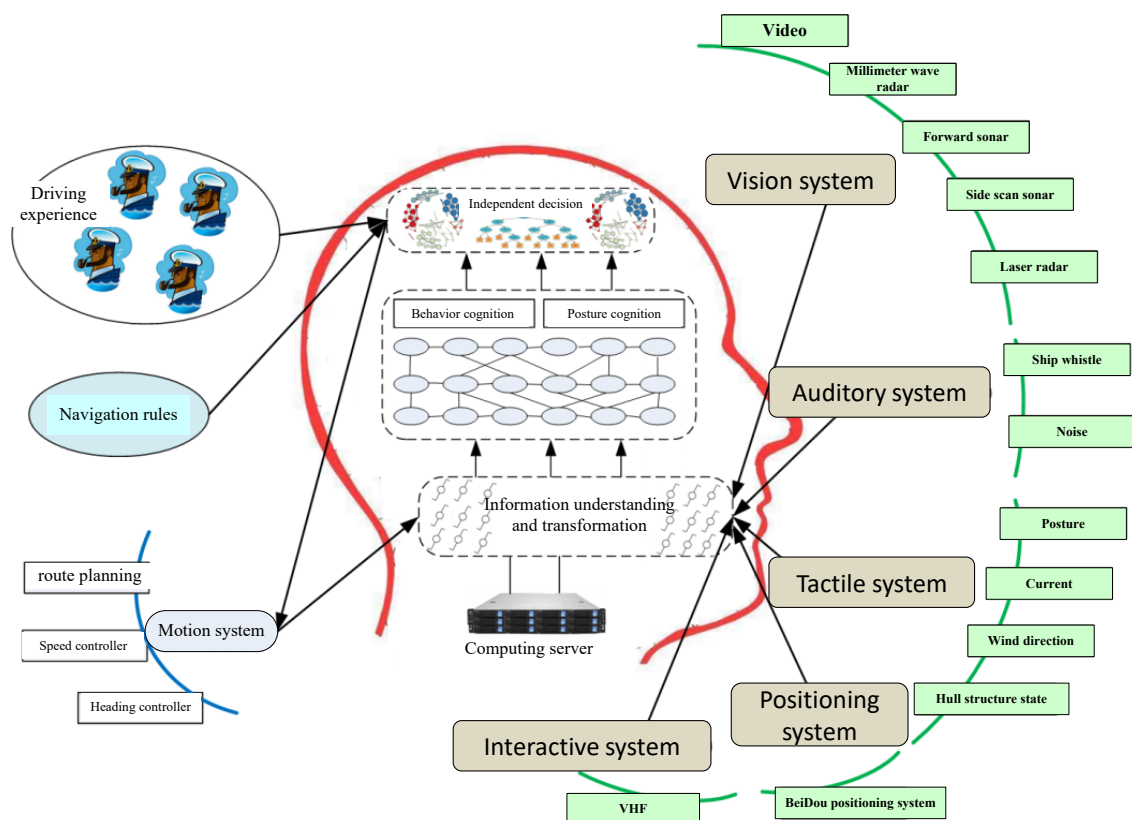 Video
Millimeter wave
radar
Forward sonar
Side scan sonar
Laser radar
Ship whistle
Noise
Posture
Current
Wind direction
Hull structure state
BeiDou positioning system
VHF
Vision system
Auditory system
Tactile system
Positioning
system
Interactive system
Driving
experience
Navigation rules
route planning
Speed controller
Heading controller
Motion system
Independent decision
Behavior cognition
Posture cognition
Information understanding
and transformation
Computing server